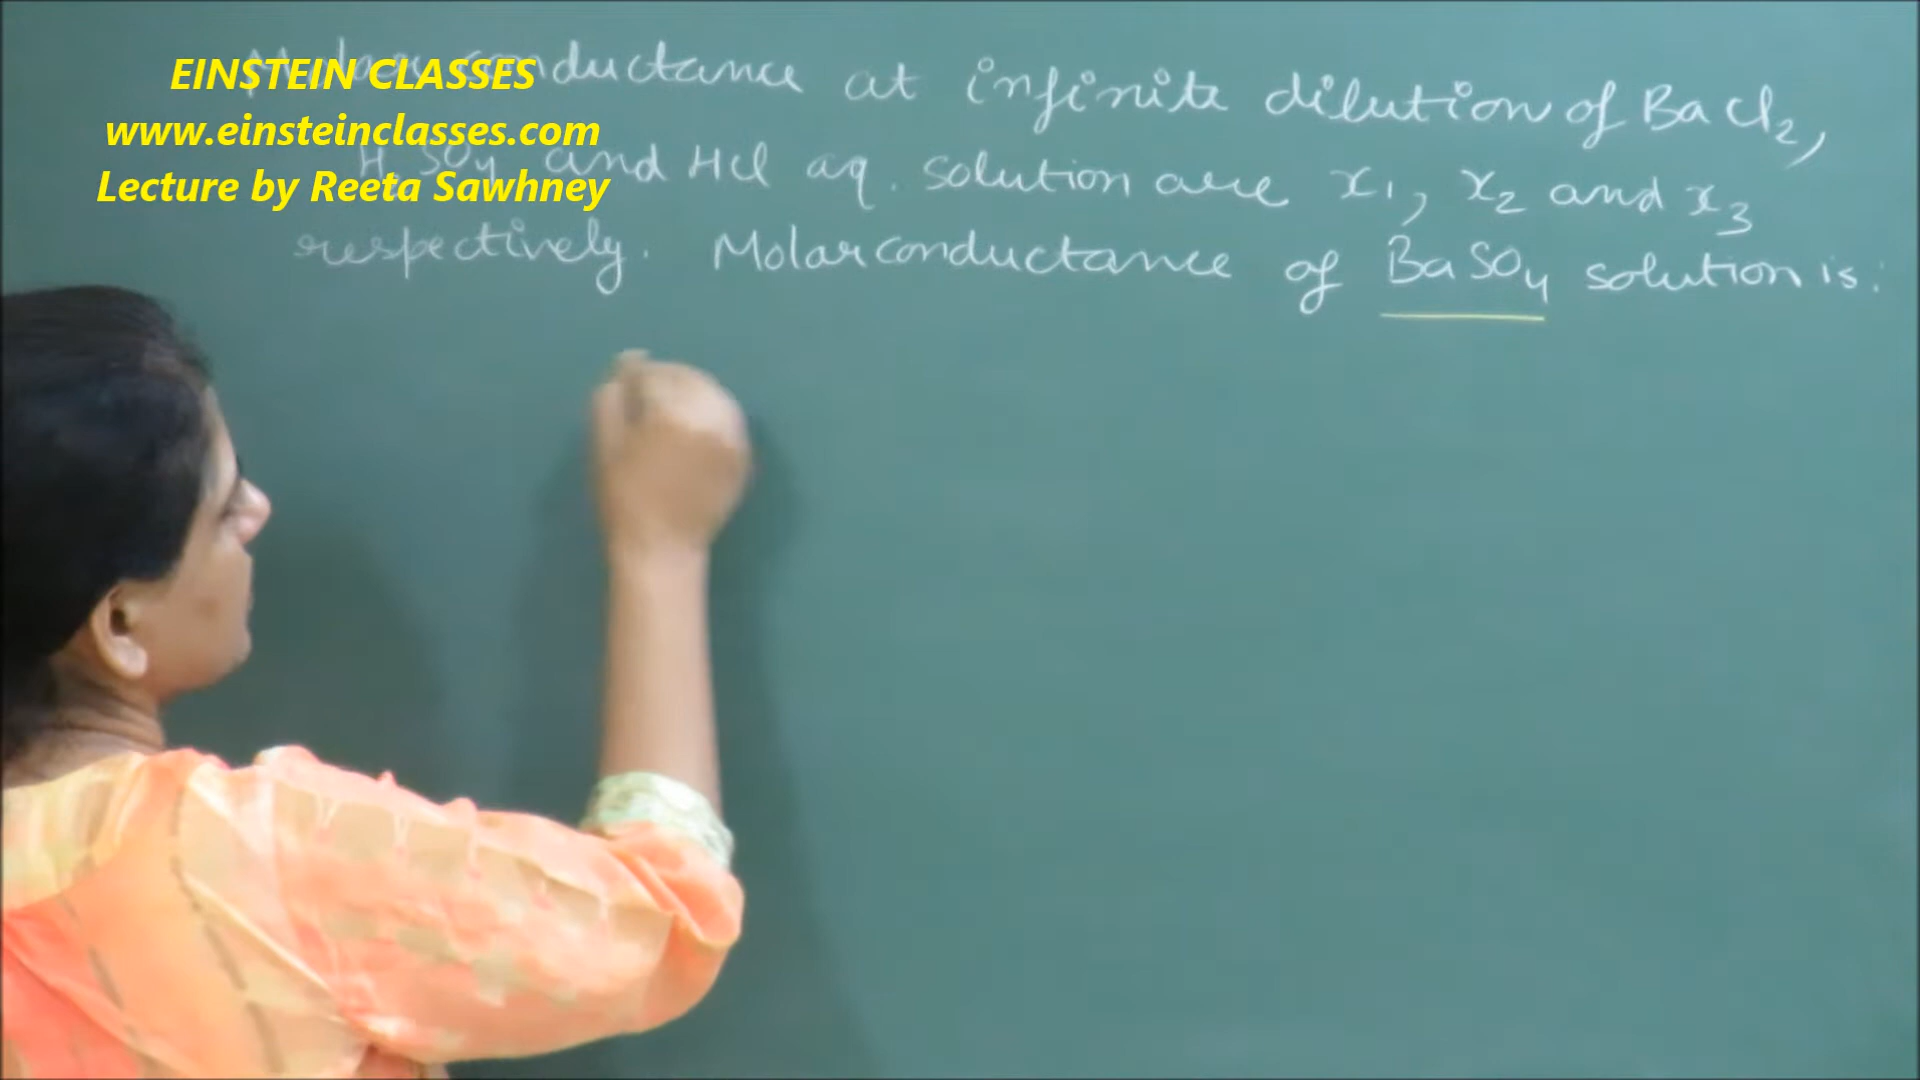 EINSTEIN CLASSES
www.einsteinclasses.com
Lecture by Reeta Sawhney
Molar conductance at infinite dilution of BaCl₂,
H₂SO₄ and HCl aq. solution are x₁, x₂ and x₃
respectively. Molar conductance of BaSO₄ solution is: